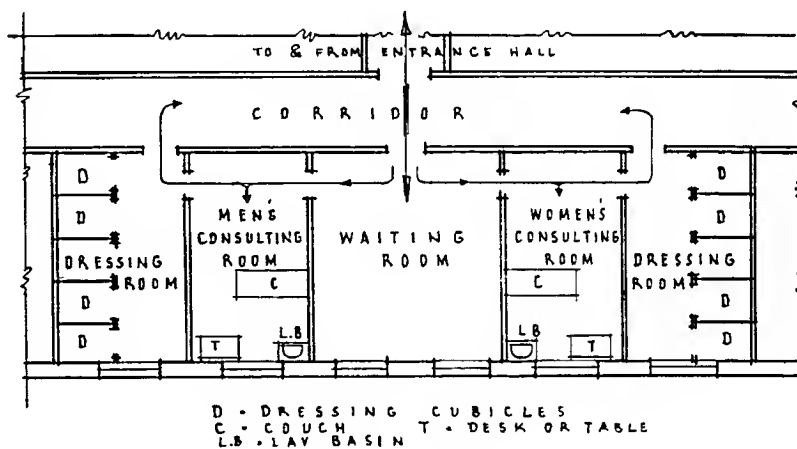 TO & FROM ENTRANCE HALL
CORRIDOR
D
D
D
D
DRESSING
ROOM
MEN'S
CONSULTING
ROOM
C
T
L.B
WAITING
ROOM
WOMEN'S
CONSULTING
ROOM
C
LB
T
DRESSING
ROOM
D
D
D
D
D • DRESSING CUBICLES
C • COUCH T • DESK OR TABLE
L.B • LAV BASIN